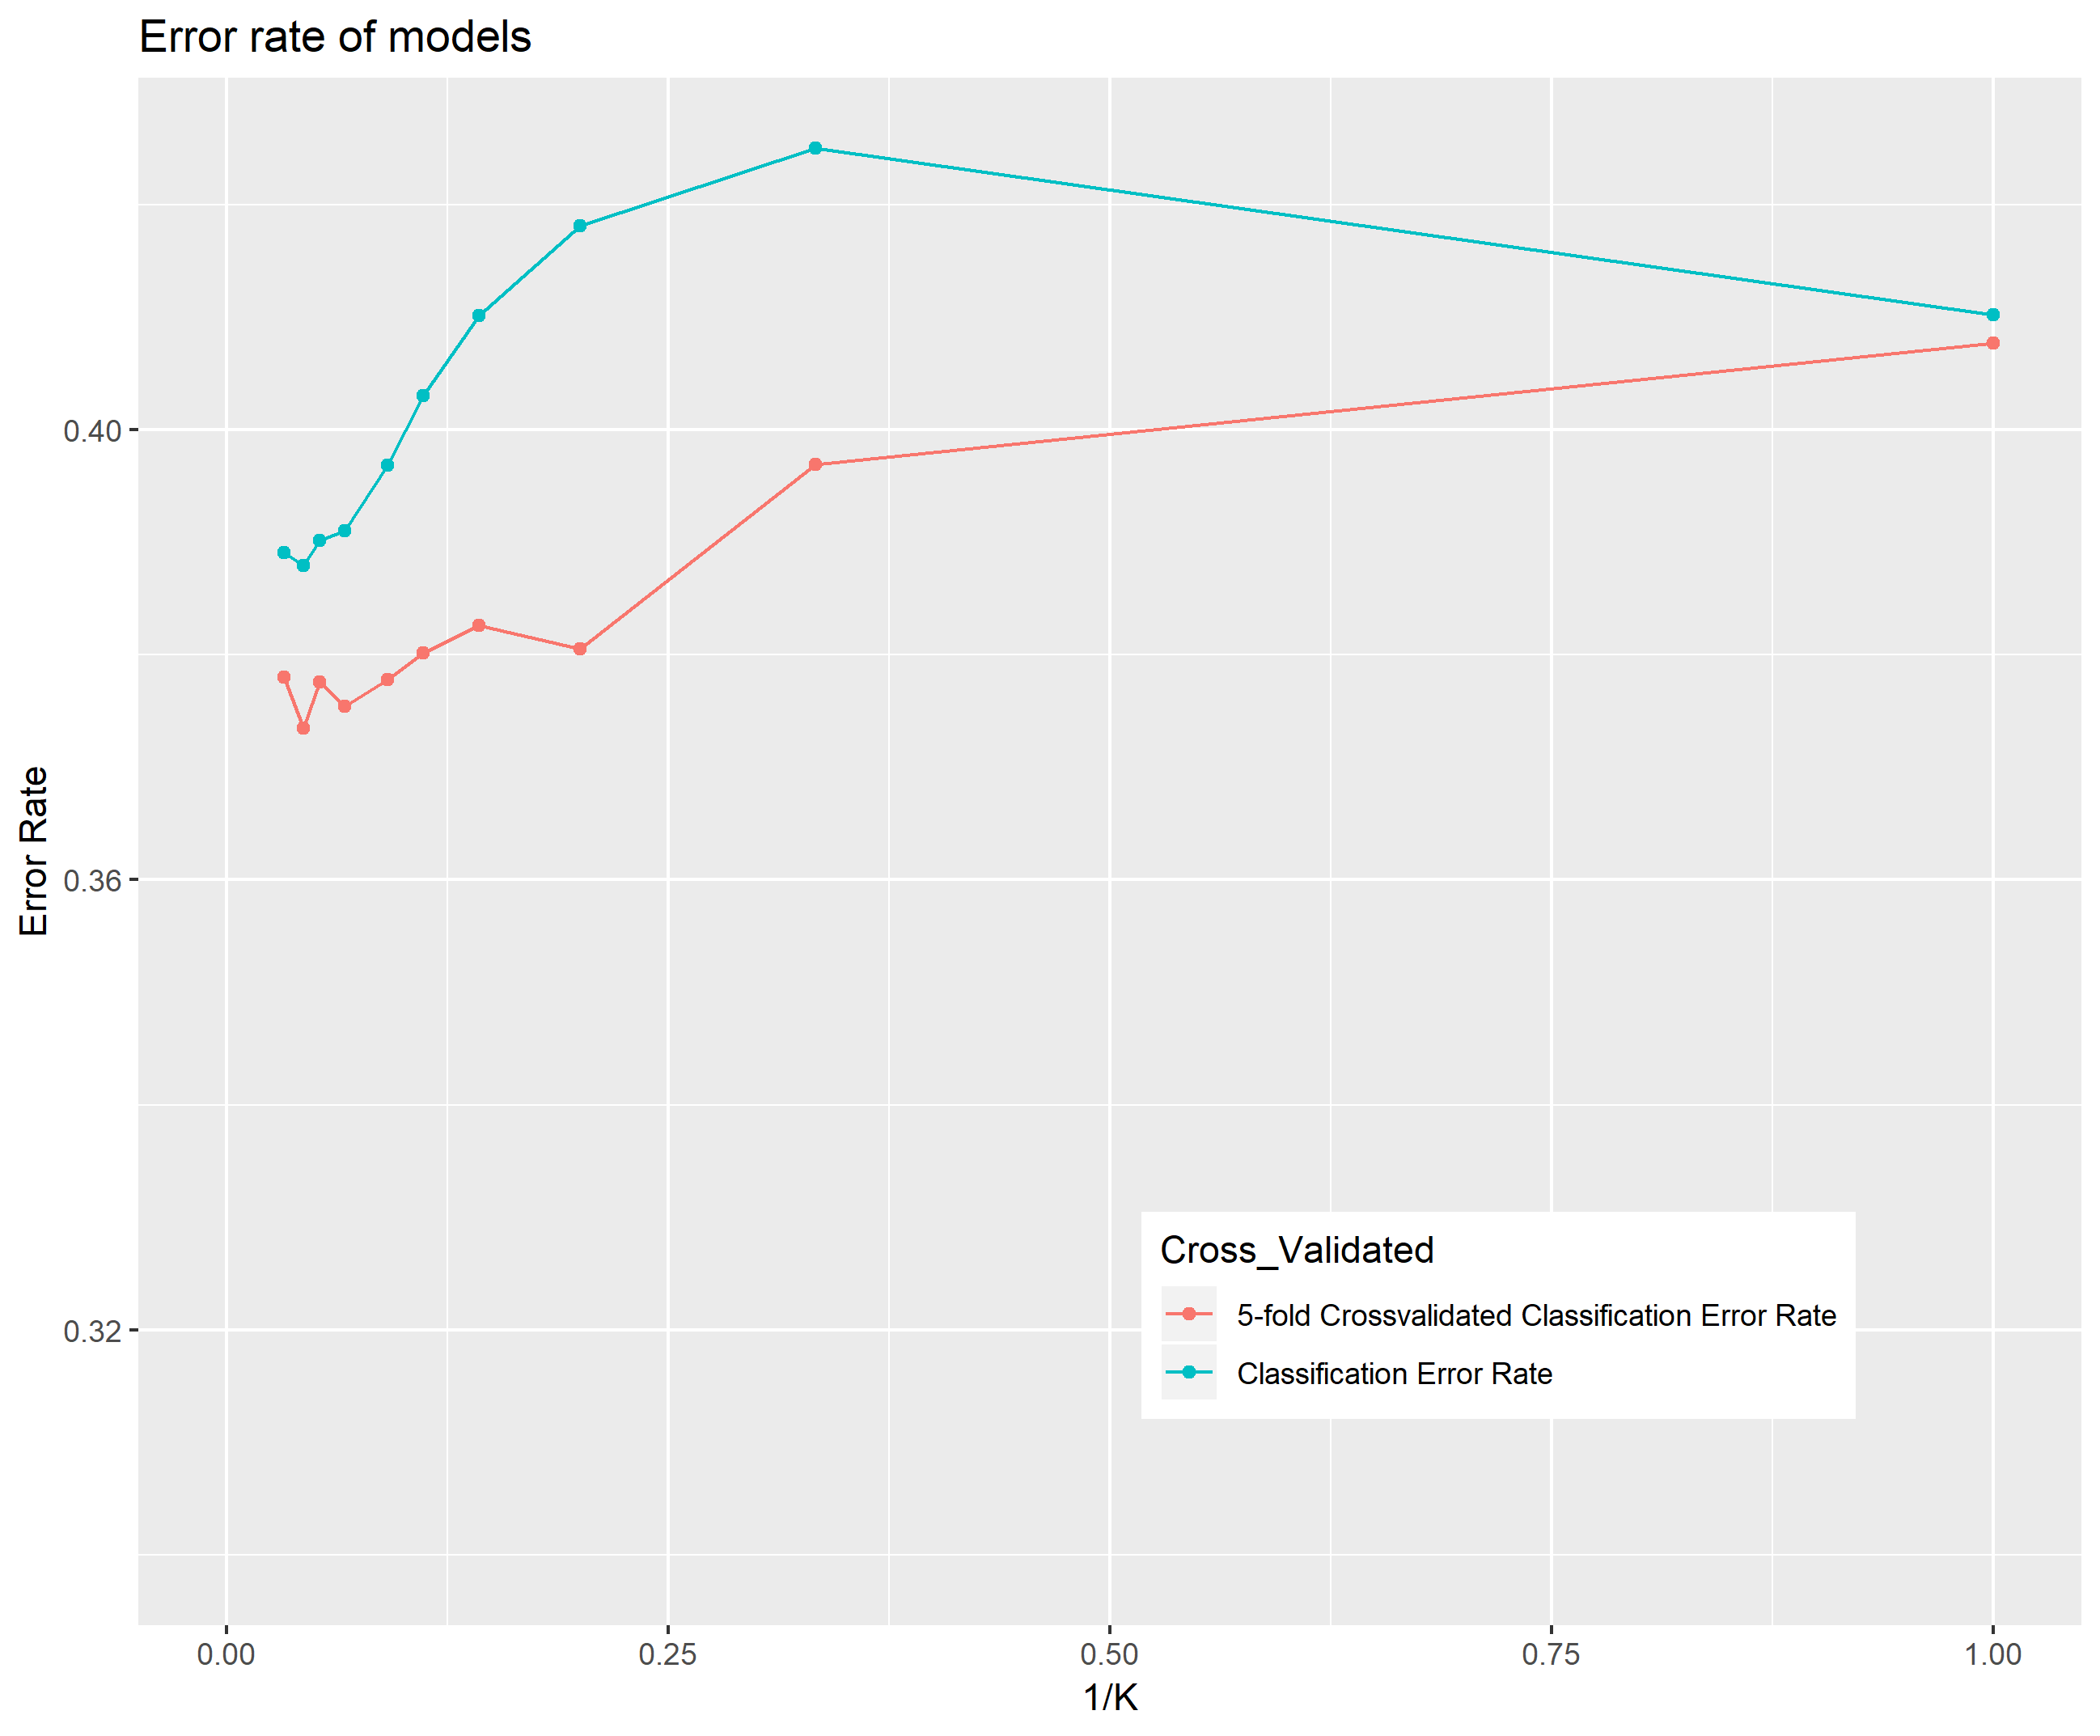 Error rate of models
Error Rate
0.40
0.36
0.32
Cross_Validated
5-fold Crossvalidated Classification Error Rate
Classification Error Rate
0.00 0.25 0.50 0.75 1.00
1/K